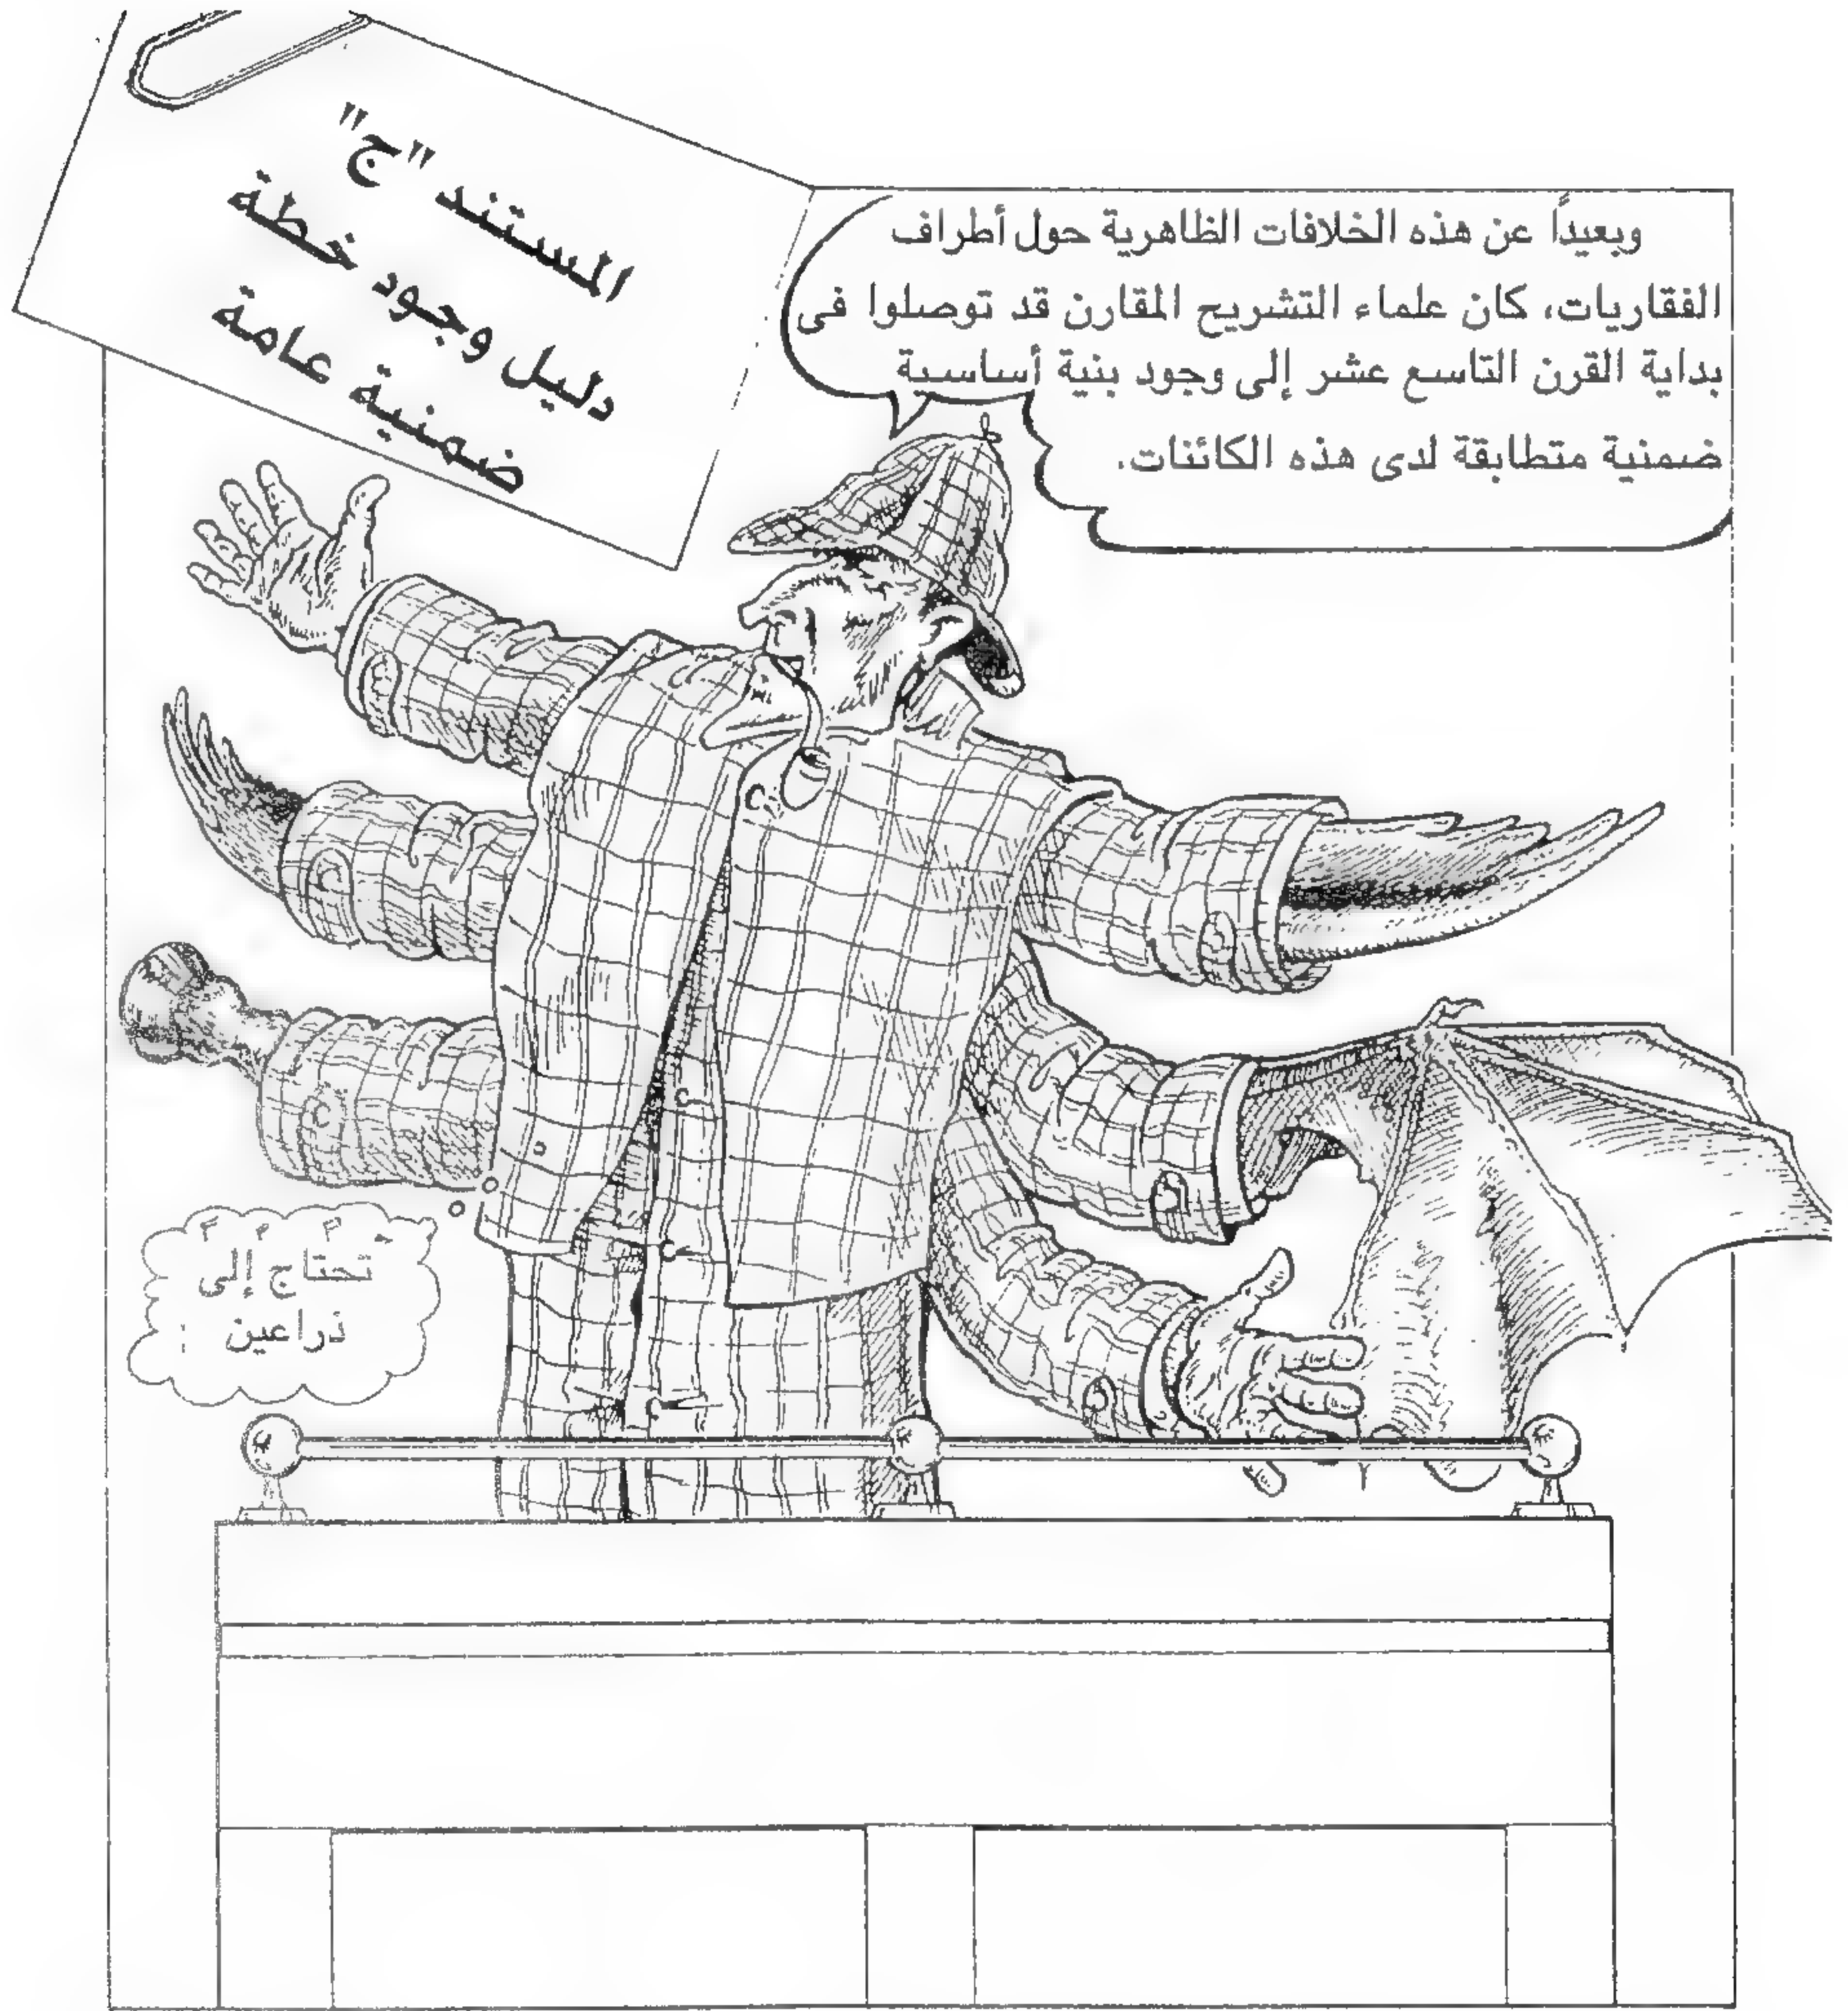 المستند "ج"
دليل وجود خطة
ضمنية عامة
وبعيداً عن هذه الخلافات الظاهرية حول أطراف
الفقاريات، كان علماء التشريح المقارن قد توصلوا فى
بداية القرن التاسع عشر إلى وجود بنية أساسية
ضمنية متطابقة لدى هذه الكائنات.
تحتاج إلى
ذراعين